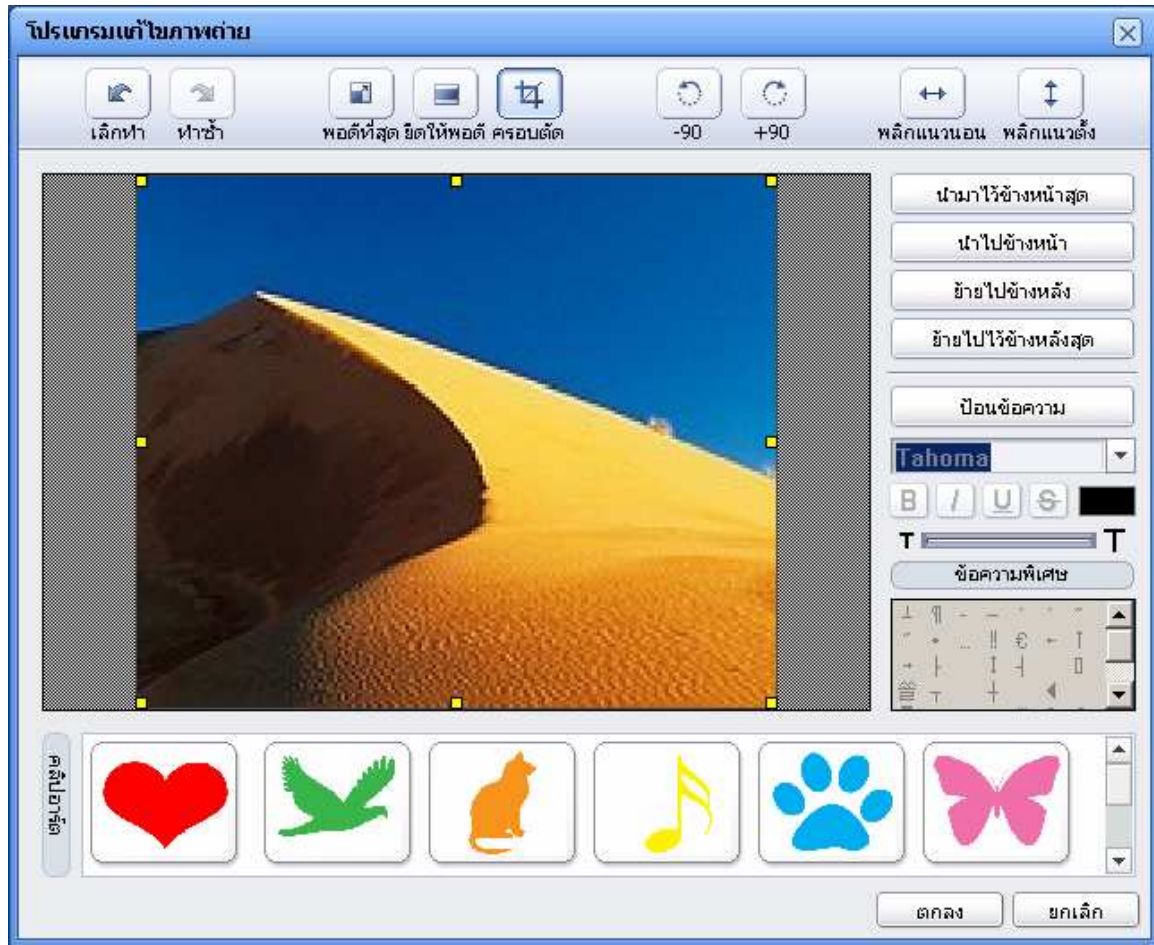 โปรแกรมแก้ไขภาพถ่าย
เลิกทำ ทำซ้ำ พอดีที่สุด ยืดให้พอดี ครอบตัด -90 +90 พลิกแนวนอน พลิกแนวตั้ง
นำมาไว้ข้างหน้าสุด
นำไปข้างหน้า
ย้ายไปข้างหลัง
ย้ายไปไว้ข้างหลังสุด
ป้อนข้อความ
Tahoma
B I U S
T T
ข้อความพิเศษ
คลิปอาร์ต
ตกลง ยกเลิก